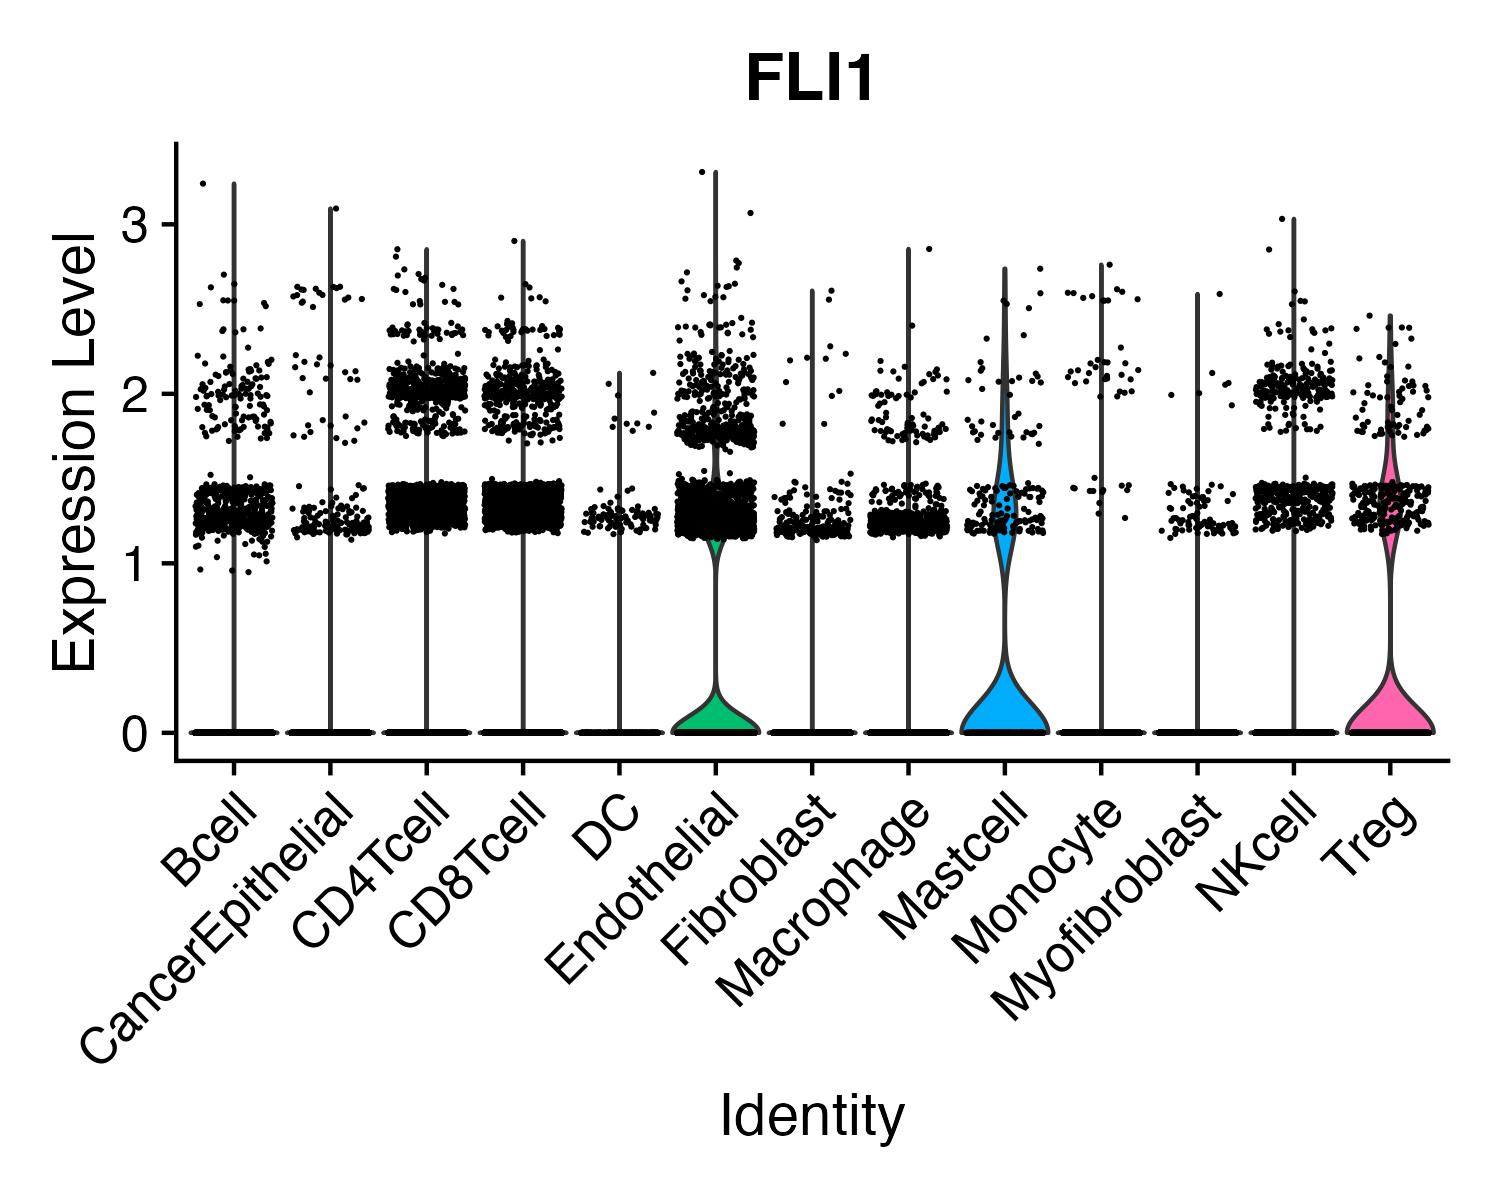 FLI1
Expression Level
3
2
1
0
Bcell
CancerEpithelial
CD4Tcell
CD8Tcell
DC
Endothelial
Fibroblast
Macrophage
Mastcell
Monocyte
Myofibroblast
NKcell
Treg
Identity